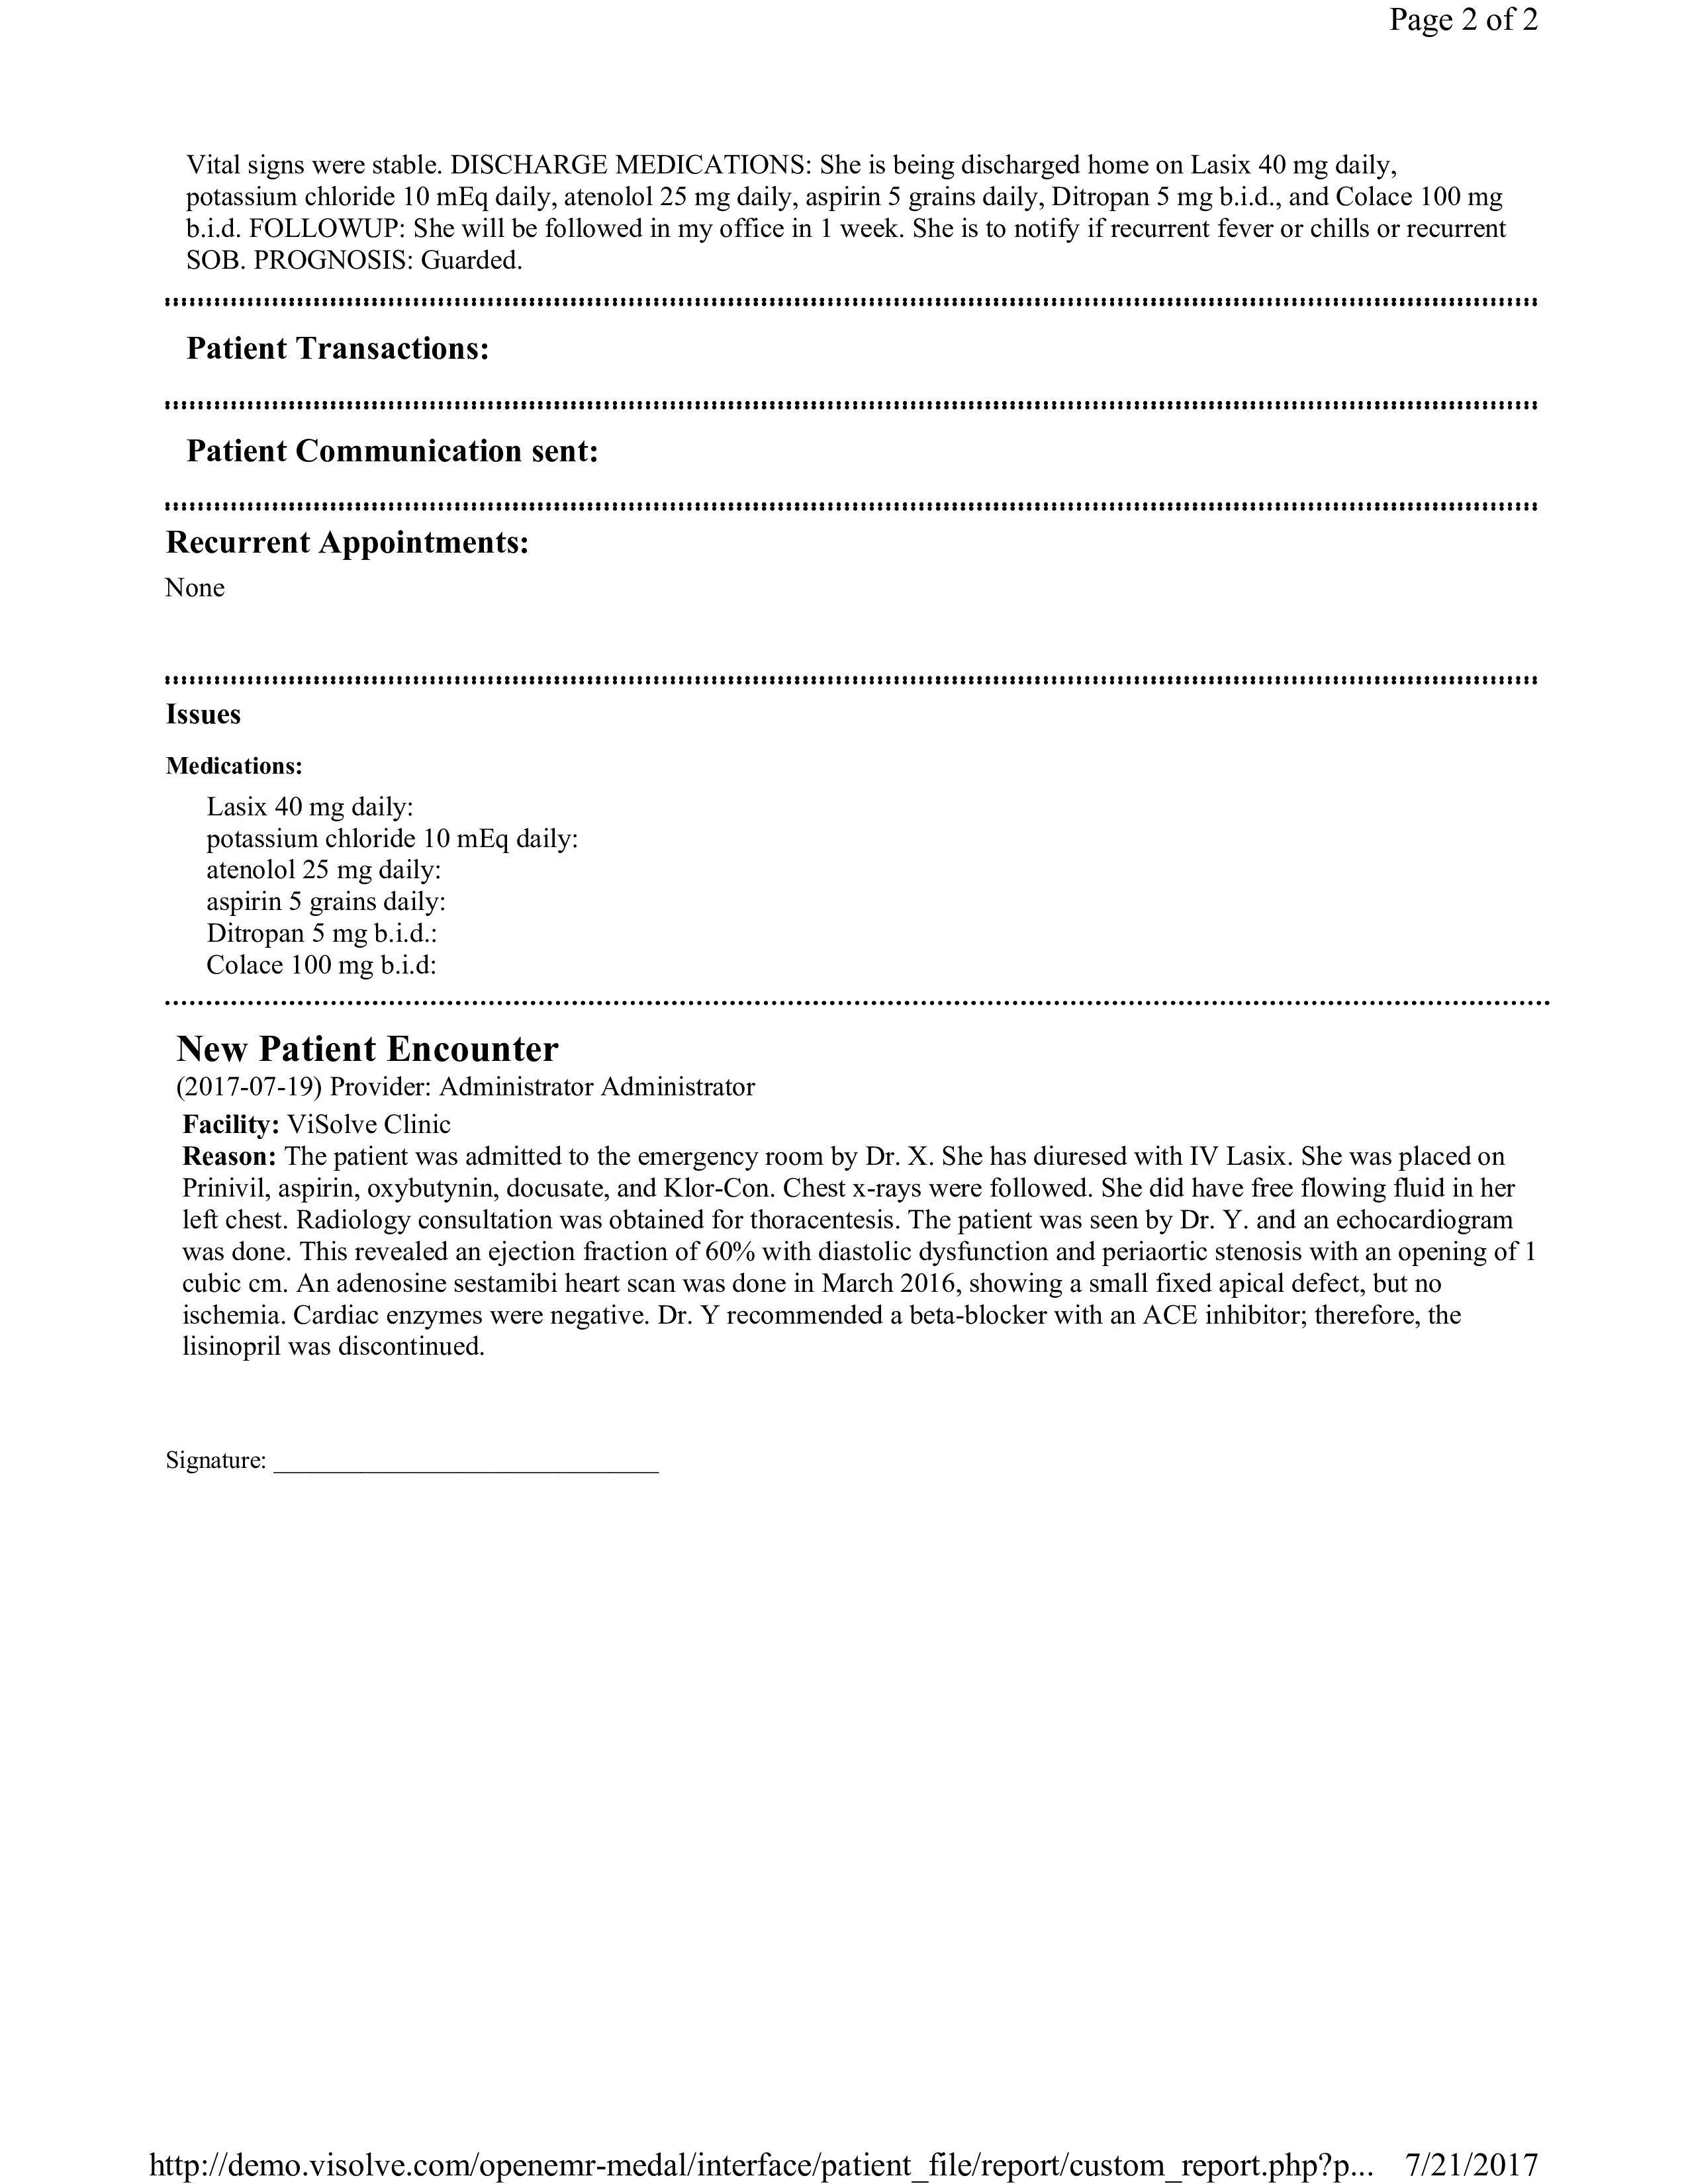 Page 2 of 2
Vital signs were stable. DISCHARGE MEDICATIONS: She is being discharged home on Lasix 40 mg daily,
potassium chloride 10 mEq daily, atenolol 25 mg daily, aspirin 5 grains daily, Ditropan 5 mg b.i.d., and Colace 100 mg
b.i.d. FOLLOWUP: She will be followed in my office in 1 week. She is to notify if recurrent fever or chills or recurrent
SOB. PROGNOSIS: Guarded.
Patient Transactions:
Patient Communication sent:
Recurrent Appointments:
None
Issues
Medications:
Lasix 40 mg daily:
potassium chloride 10 mEq daily:
atenolol 25 mg daily:
aspirin 5 grains daily:
Ditropan 5 mg b.i.d.:
Colace 100 mg b.i.d:
New Patient Encounter
(2017-07-19) Provider: Administrator Administrator
Facility: ViSolve Clinic
Reason: The patient was admitted to the emergency room by Dr. X. She has diuresed with IV Lasix. She was placed on
Prinivil, aspirin, oxybutynin, docusate, and Klor-Con. Chest x-rays were followed. She did have free flowing fluid in her
left chest. Radiology consultation was obtained for thoracentesis. The patient was seen by Dr. Y. and an echocardiogram
was done. This revealed an ejection fraction of 60% with diastolic dysfunction and periaortic stenosis with an opening of 1
cubic cm. An adenosine sestamibi heart scan was done in March 2016, showing a small fixed apical defect, but no
ischemia. Cardiac enzymes were negative. Dr. Y recommended a beta-blocker with an ACE inhibitor; therefore, the
lisinopril was discontinued.
Signature: ______________________________
http://demo.visolve.com/openemr-medal/interface/patient_file/report/custom_report.php?p... 7/21/2017